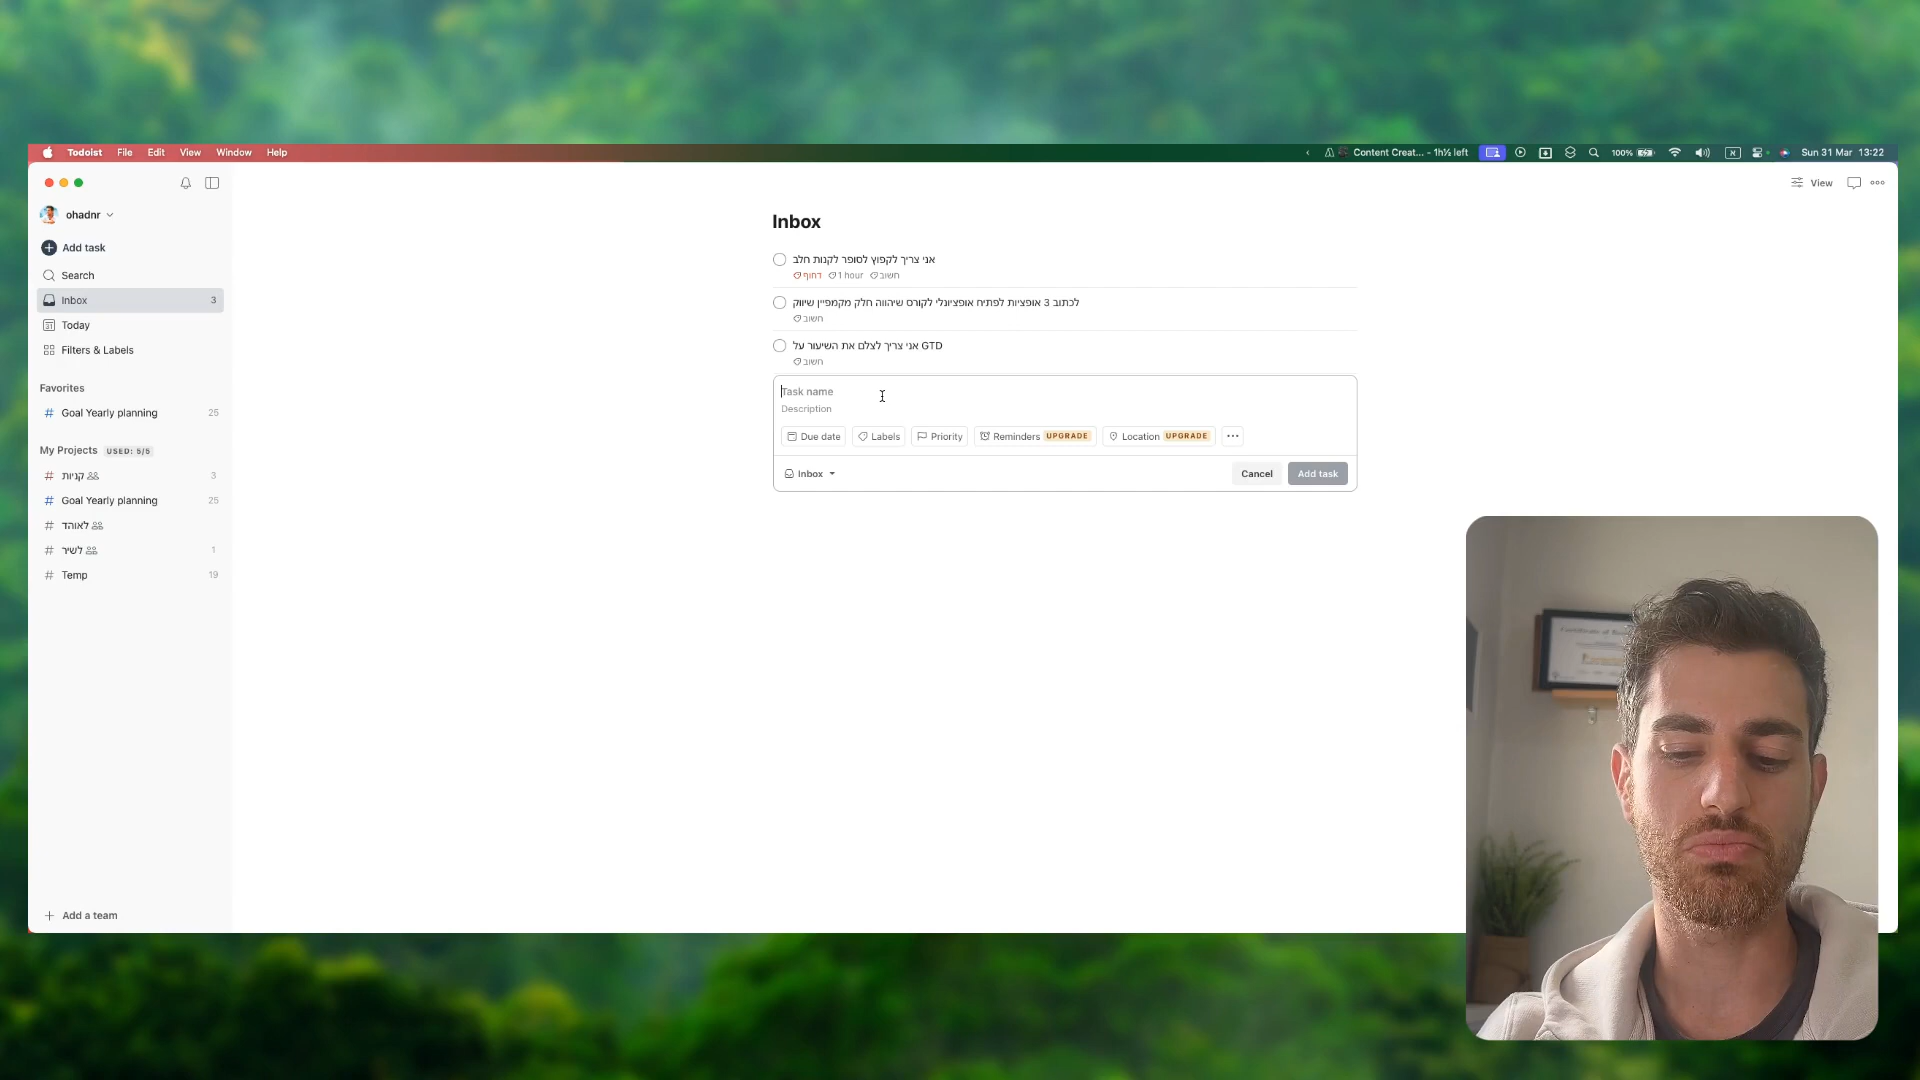 Todoist File Edit View Window Help
Content Creat... - 1h½ left 100% א Sun 31 Mar 13:22
ohadnr
View
Inbox
Add task
Search
Inbox 3
31 Today
Filters & Labels
Favorites
# Goal Yearly planning 25
My Projects USED: 5/5
# קניות 3
# Goal Yearly planning 25
# לאוהד
# לשיר 1
# Temp 19
Add a team
אני צריך לקפוץ לסופר לקנות חלב
דחוף 1 hour חשוב
לכתוב 3 אופציות לפתיח אופציונלי לקורס שיהווה חלק מקמפיין שיווק
חשוב
אני צריך לצלם את השיעור על GTD
חשוב
Task name
Description
Due date Labels Priority Reminders UPGRADE Location UPGRADE
Inbox Cancel Add task